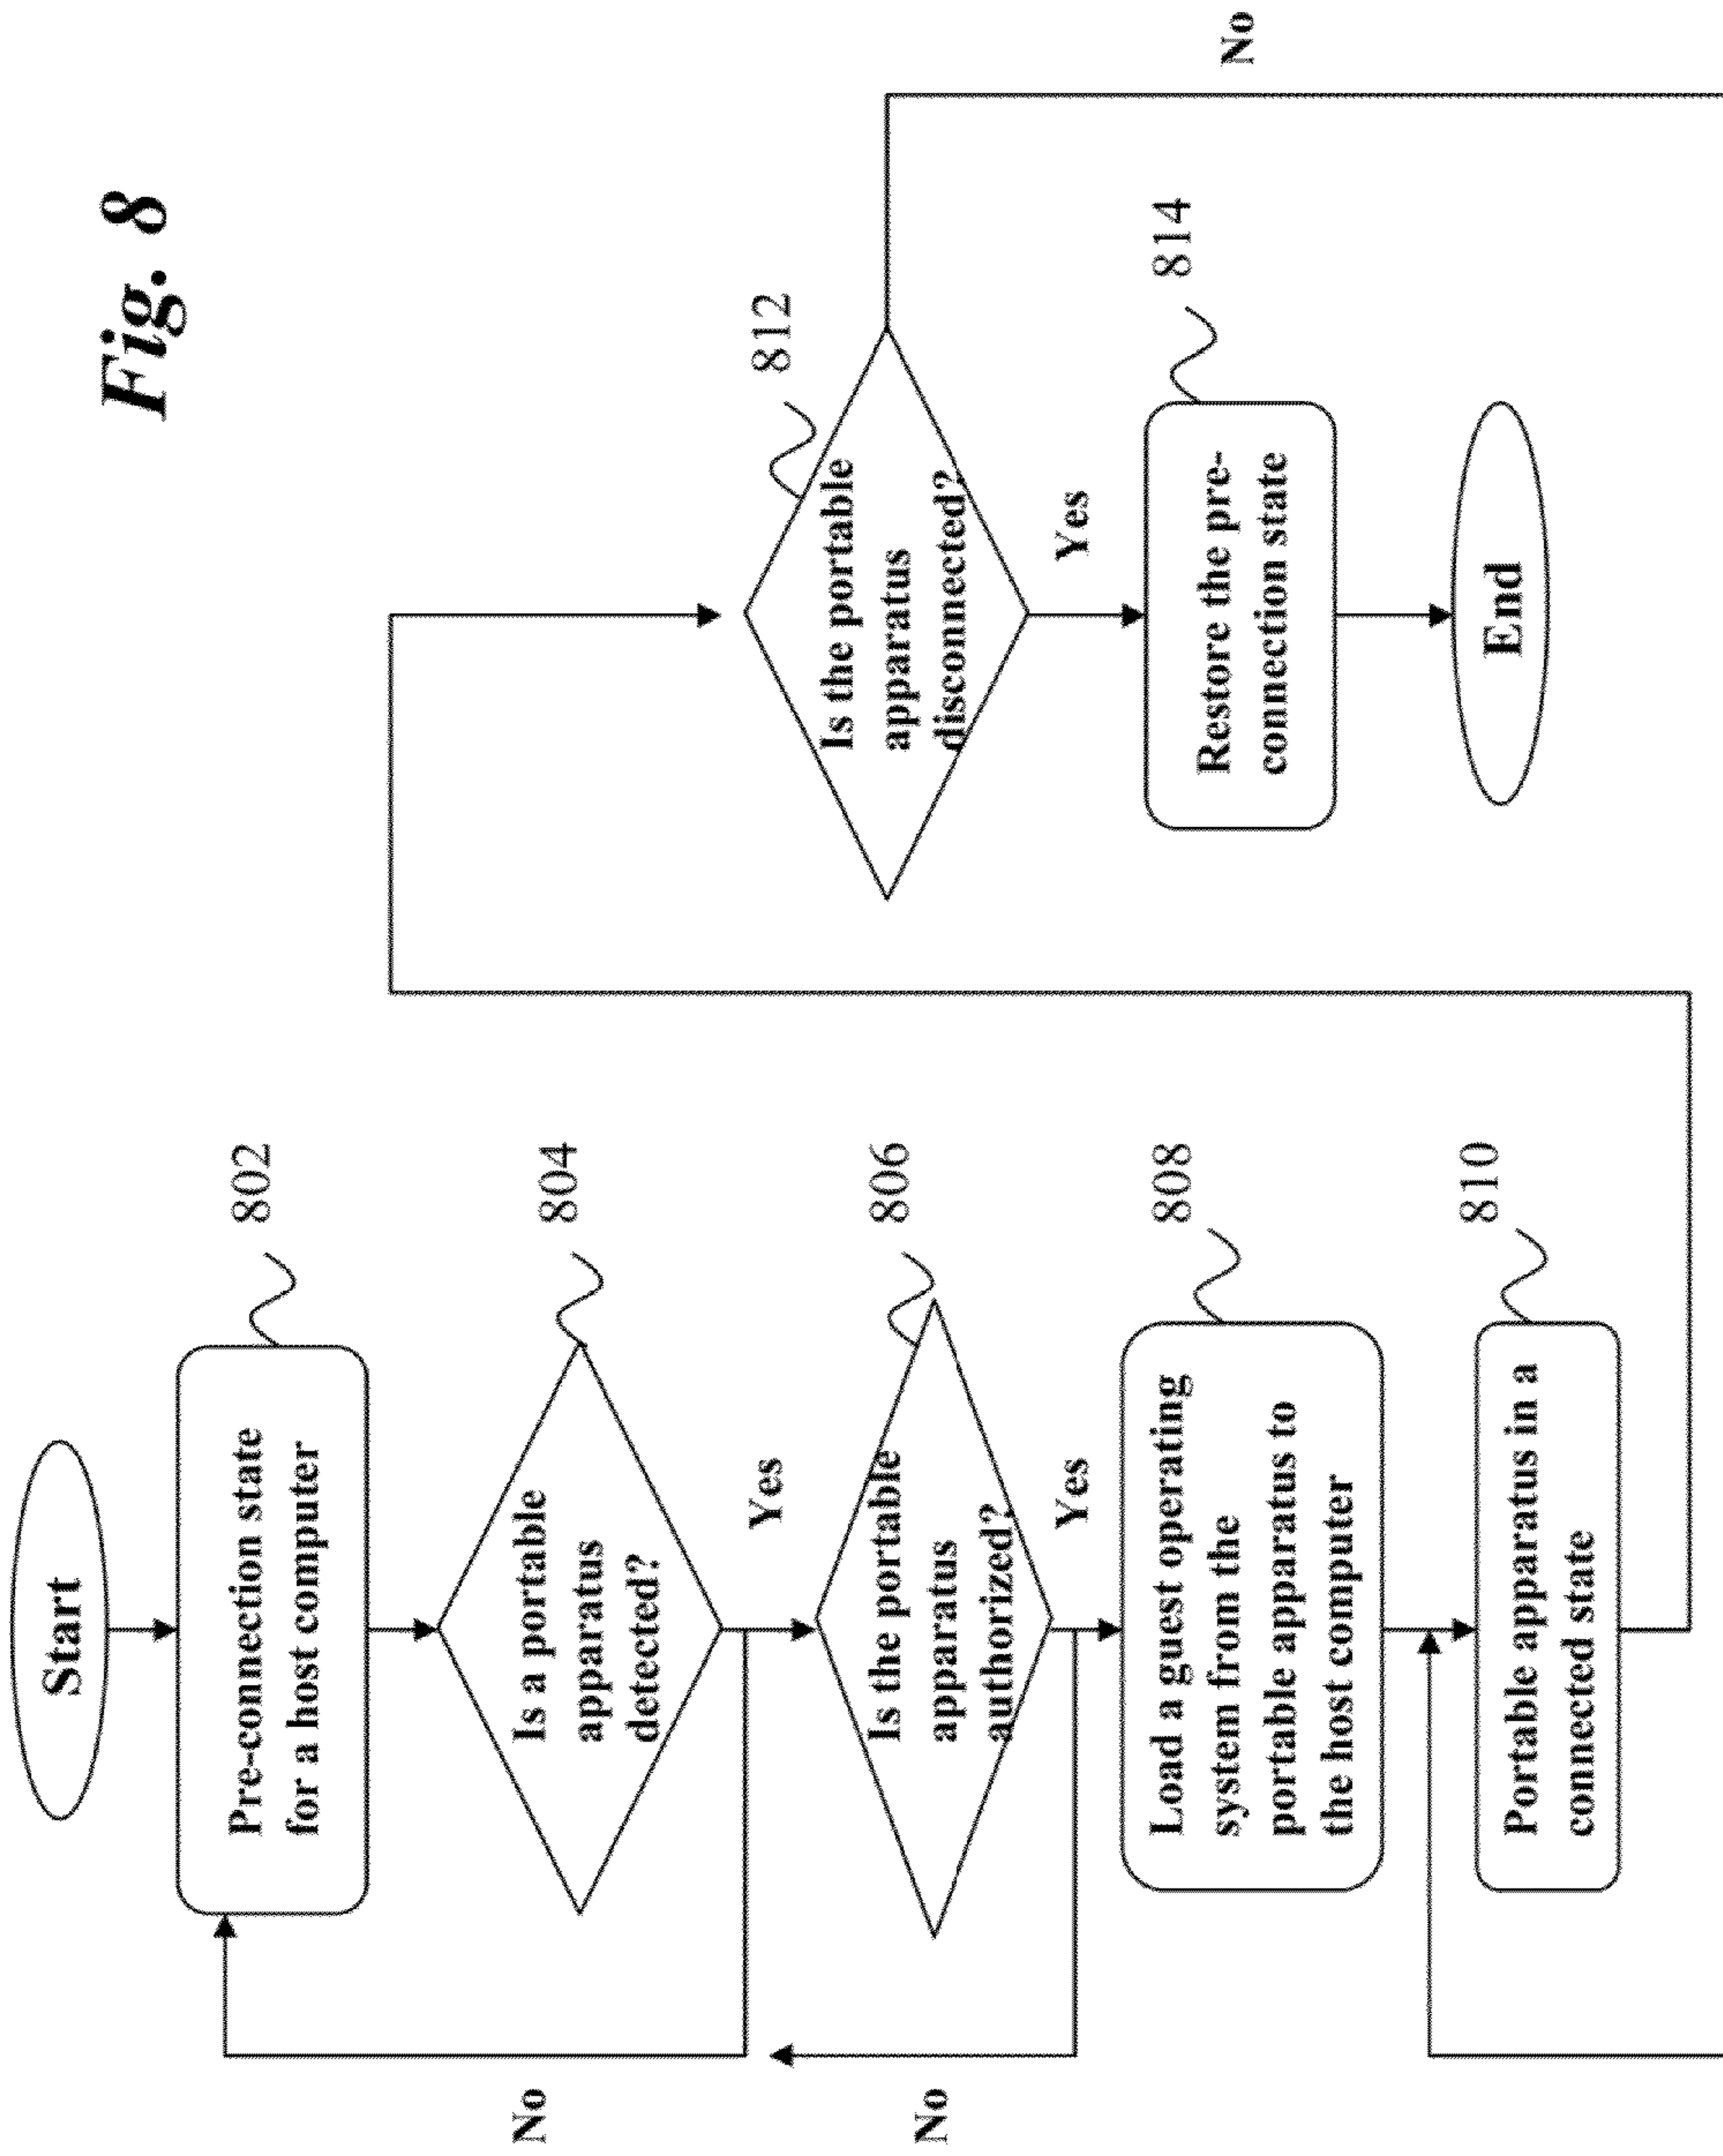 Fig. 8
Start
802
Pre-connection state
for a host computer
804
Is a portable
apparatus
detected?
No
Yes
806
Is the portable
apparatus
authorized?
No
Yes
808
Load a guest operating
system from the
portable apparatus to
the host computer
810
Portable apparatus in a
connected state
812
Is the portable
apparatus
disconnected?
No
Yes
814
Restore the pre-
connection state
End